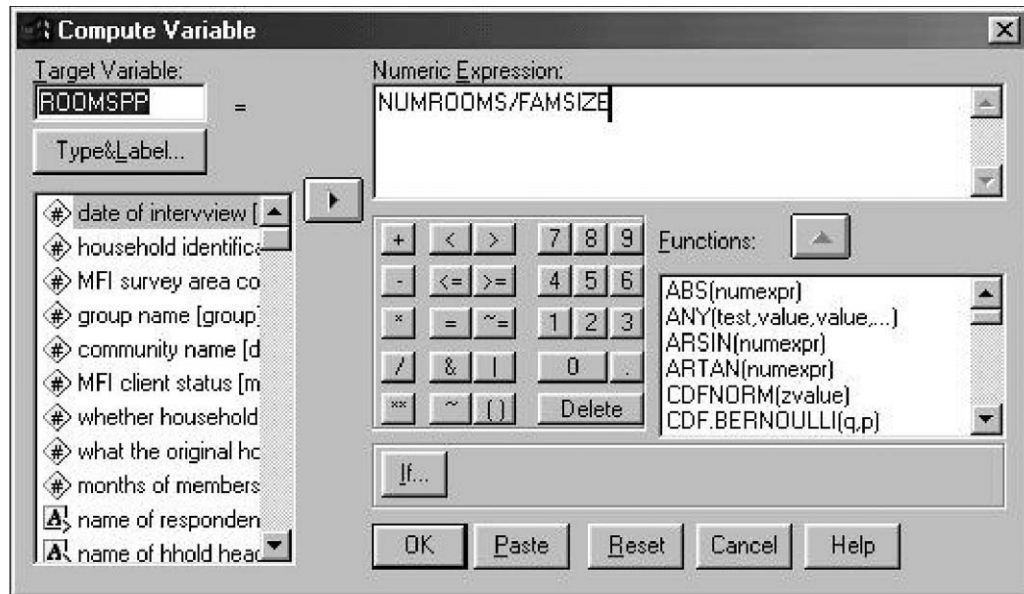 Compute Variable
Target Variable:
ROOMSPP
=
Type&Label...
Numeric Expression:
NUMROOMS/FAMSIZE
date of intervview [
household identifica
MFI survey area co
group name [group]
community name [d
MFI client status [m
whether household
what the original ho
months of members
name of responden
name of hhold head
+ < > 7 8 9
- <= >= 4 5 6
* = ~= 1 2 3
/ & | 0 .
** ~ () Delete
Functions:
ABS(numexpr)
ANY(test,value,value,...)
ARSIN(numexpr)
ARTAN(numexpr)
CDFNORM(zvalue)
CDF.BERNOULLI(q,p)
If...
OK Paste Reset Cancel Help